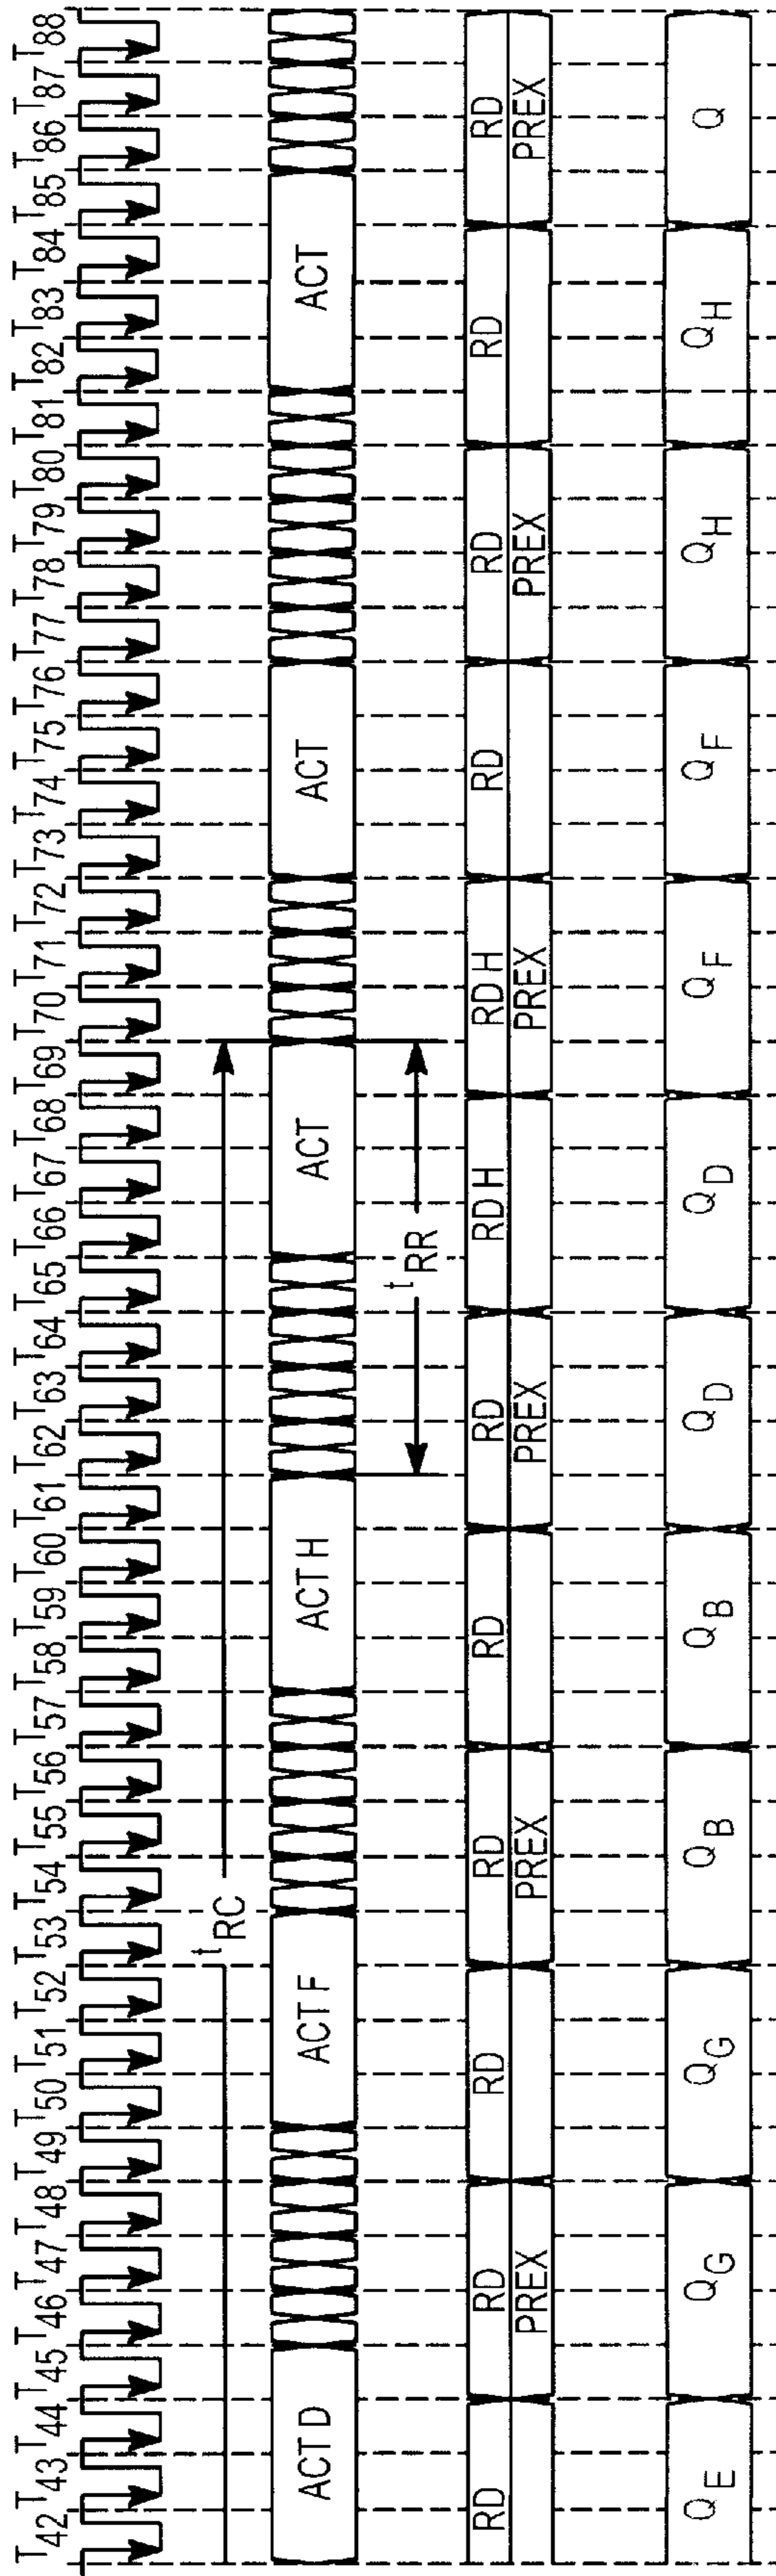 T42 T43 T44 T45 T46 T47 T48 T49 T50 T51 T52 T53 T54 T55 T56 T57 T58 T59 T60 T61 T62 T63 T64 T65 T66 T67 T68 T69 T70 T71 T72 T73 T74 T75 T76 T77 T78 T79 T80 T81 T82 T83 T84 T85 T86 T87 T88
tRC
ACT D ACT F ACT H ACT ACT ACT
tRR
RD RD RD RD RD RD RD H RD H RD RD RD RD
PREX PREX PREX PREX PREX PREX
QE QG QG QB QB QD QD QF QF QH QH Q